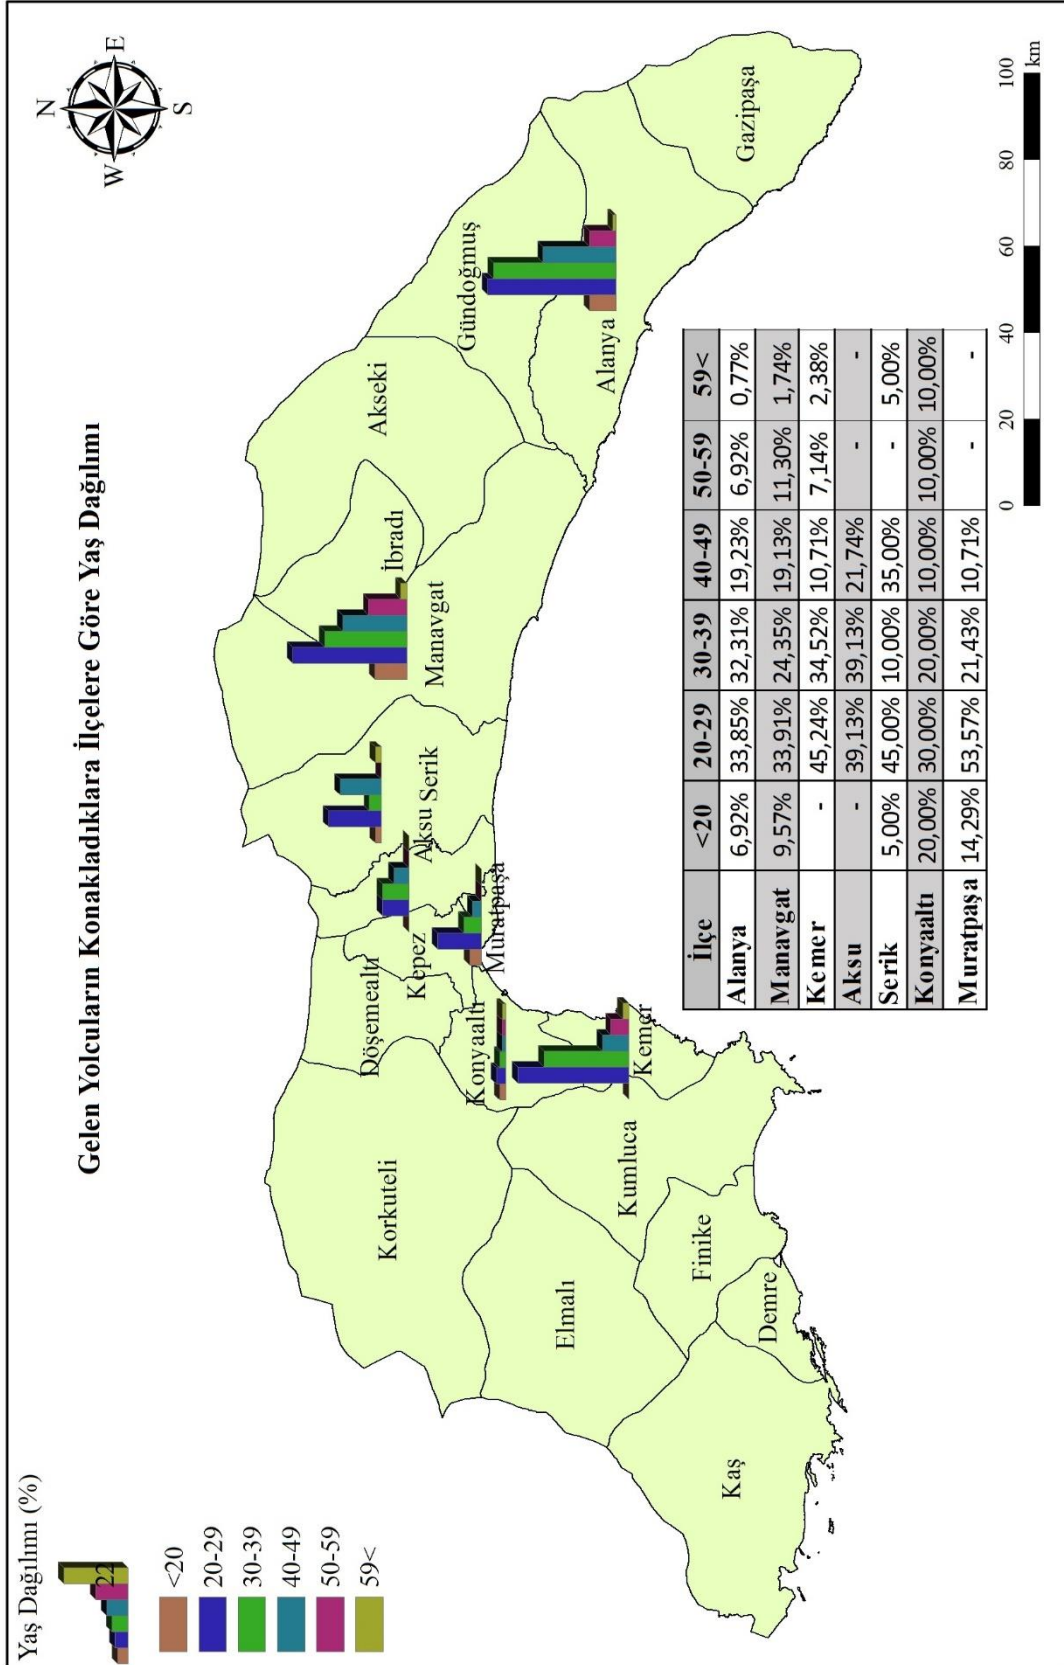 Gelen Yolcuların Konakladıklara İlçelere Göre Yaş Dağılımı
N
W E
S
Yaş Dağılımı (%)
22
<20
20-29
30-39
40-49
50-59
59<
Korkuteli
Elmalı
Kaş
Demre
Finike
Kumluca
Kemer
Konyaaltı
Döşemealtı
Kepez
Muratpaşa
Aksu
Serik
Manavgat
İbradı
Akseki
Gündoğmuş
Alanya
Gazipaşa
İlçe <20 20-29 30-39 40-49 50-59 59<
Alanya 6,92% 33,85% 32,31% 19,23% 6,92% 0,77%
Manavgat 9,57% 33,91% 24,35% 19,13% 11,30% 1,74%
Kemer - 45,24% 34,52% 10,71% 7,14% 2,38%
Aksu - 39,13% 39,13% 21,74% - -
Serik 5,00% 45,00% 10,00% 35,00% - 5,00%
Konyaaltı 20,00% 30,00% 20,00% 10,00% 10,00% 10,00%
Muratpaşa 14,29% 53,57% 21,43% 10,71% - -
0 20 40 60 80 100
km